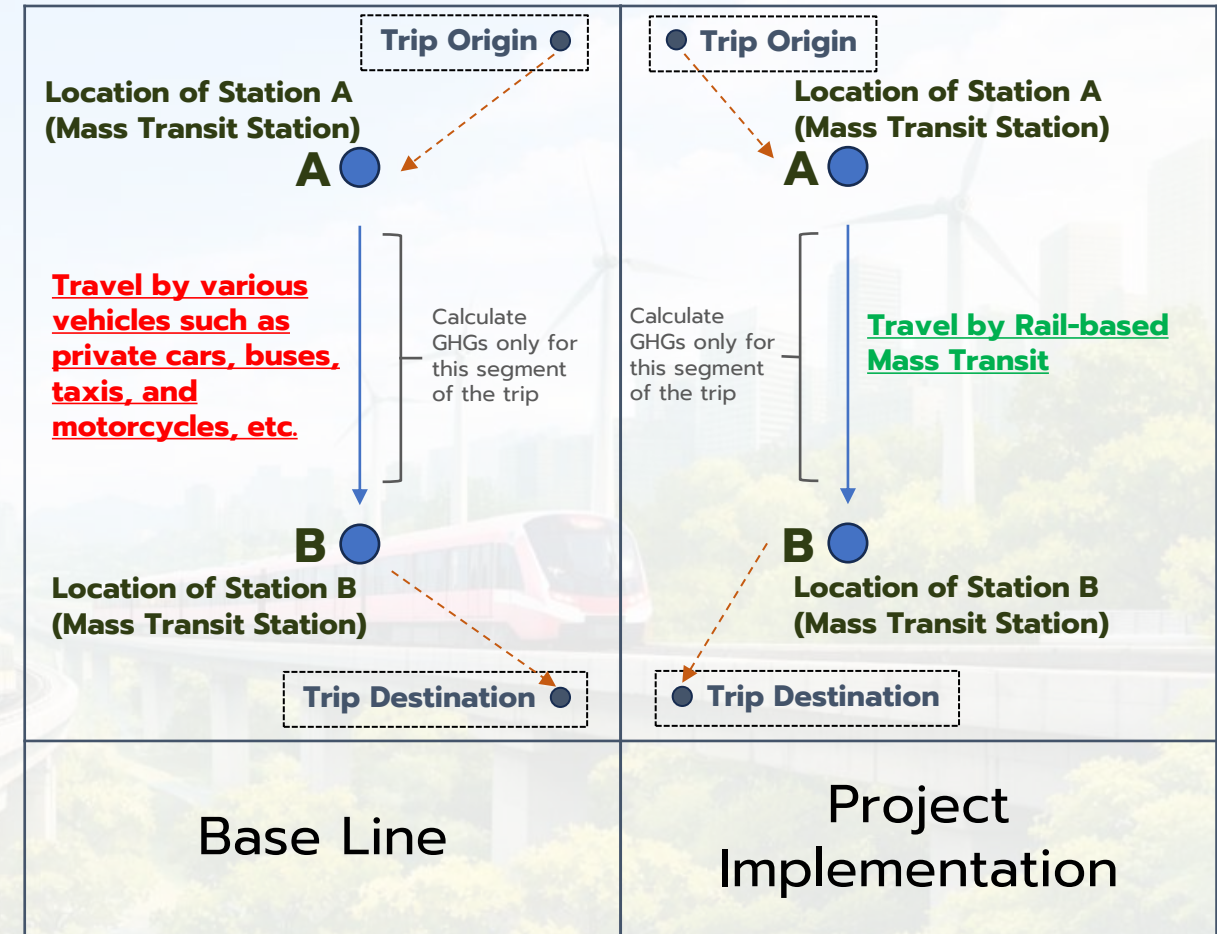 Trip Origin
Location of Station A
(Mass Transit Station)
A
Travel by various
vehicles such as
private cars, buses,
taxis, and
motorcycles, etc.
Calculate
GHGs only for
this segment
of the trip
B
Location of Station B
(Mass Transit Station)
Trip Destination
Base Line
Trip Origin
Location of Station A
(Mass Transit Station)
A
Calculate
GHGs only for
this segment
of the trip
Travel by Rail-based
Mass Transit
B
Location of Station B
(Mass Transit Station)
Trip Destination
Project
Implementation